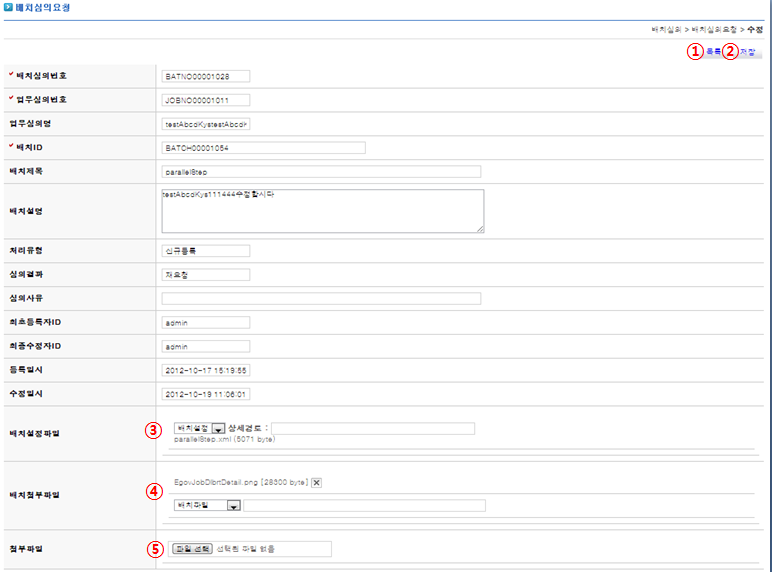 배치심의요청
배치심의 > 배치심의요청 > 수정
① 목록 ② 저장
배치심의번호 BATNO00001028
업무심의번호 JOBNO00001011
업무심의명 testAbcdKystestAbcdK
배치ID BATCH00001054
배치제목 parallelStep
배치설명 testAbcdKys111444수정합시다
처리유형 신규등록
심의결과 재요청
심의사유
최초등록자ID admin
최종수정자ID admin
등록일시 2012-10-17 15:19:55
수정일시 2012-10-19 11:06:01
배치설정파일 ③ 배치설정 상세경로 :
parallelStep.xml (5071 byte)
EgovJobDlbrtDetail.png [28300 byte]
배치첨부파일 ④
배치파일
첨부파일 ⑤ 파일 선택 선택된 파일 없음